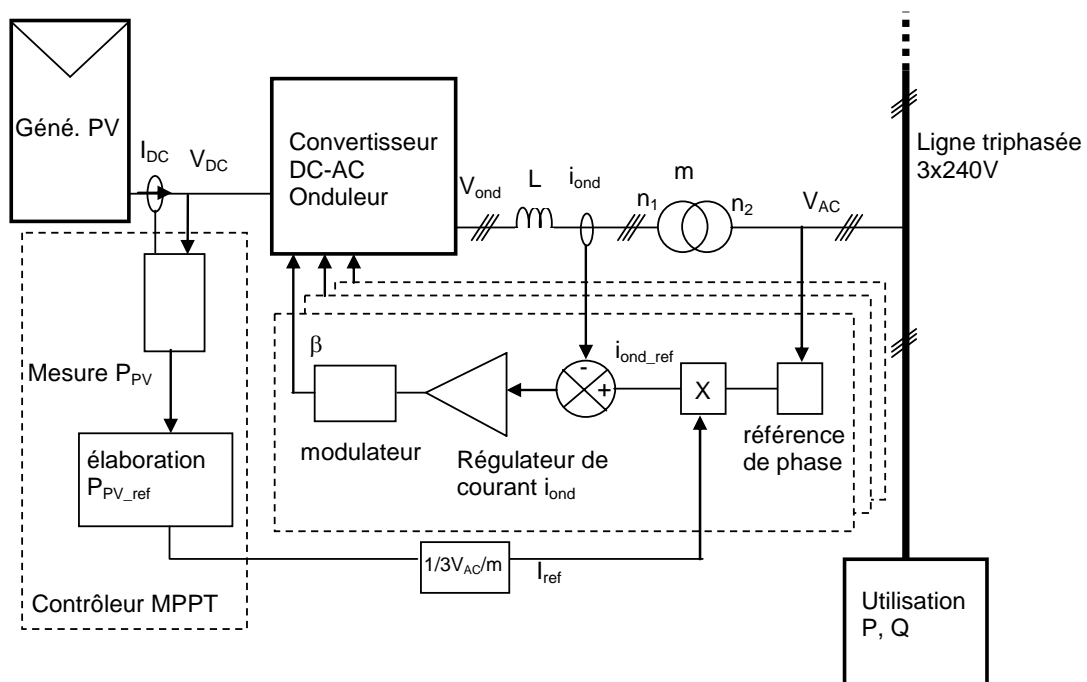 Géné. PV
I_DC
V_DC
Convertisseur
DC-AC
Onduleur
V_ond
L
i_ond
n_1
m
n_2
V_AC
Ligne triphasée
3x240V
Mesure P_PV
élaboration
P_PV_ref
Contrôleur MPPT
β
modulateur
Régulateur de
courant i_ond
-
+
i_ond_ref
X
référence
de phase
1/3V_AC/m
I_ref
Utilisation
P, Q